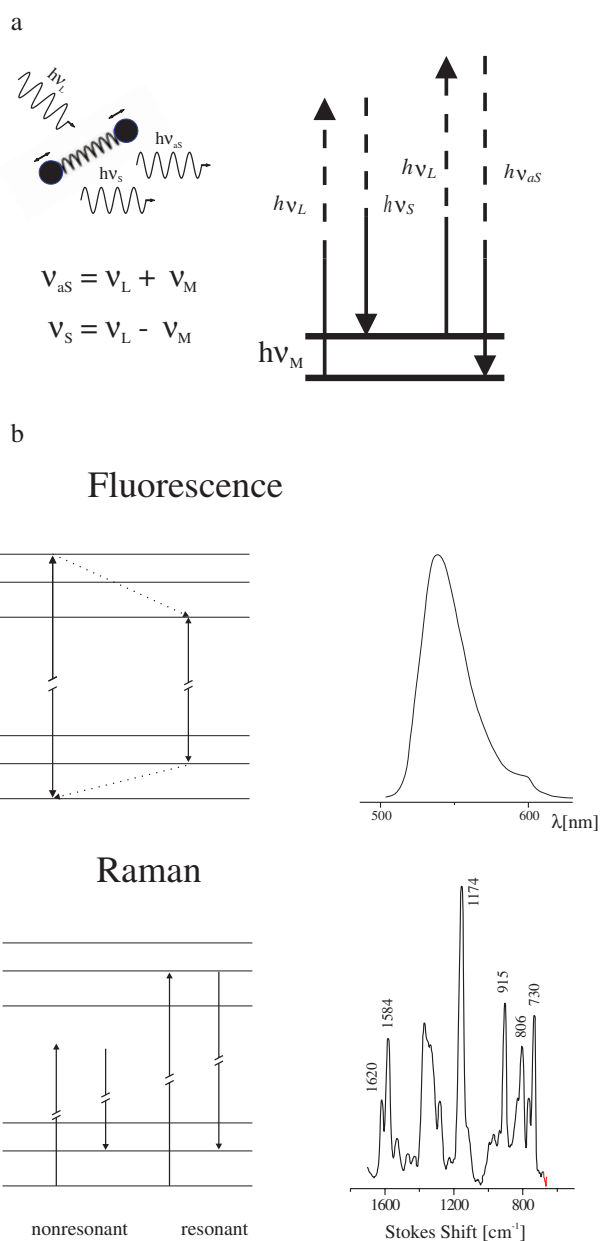 a
hν_L
hν_aS
hν_S
ν_aS = ν_L + ν_M
ν_S = ν_L - ν_M
hν_L
hν_S
hν_L
hν_aS
hν_M
b
Fluorescence
500
600
λ[nm]
Raman
nonresonant
resonant
1620
1584
1174
915
806
730
1600
1200
800
Stokes Shift [cm⁻¹]